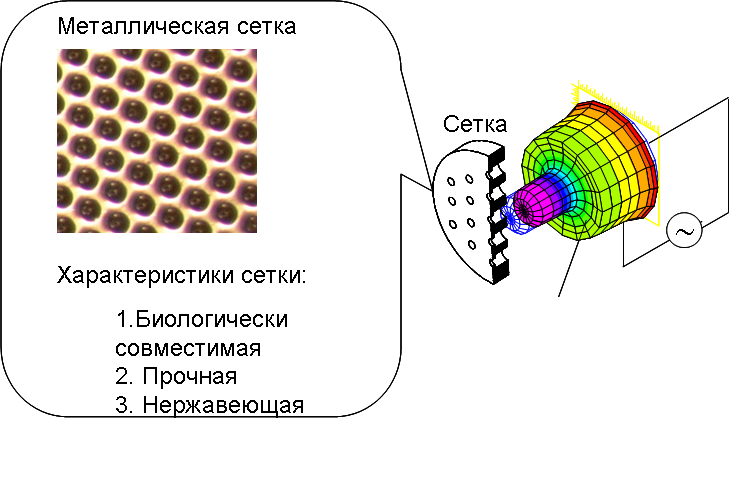 Металлическая сетка
Сетка
Характеристики сетки:
1.Биологически
совместимая
2. Прочная
3. Нержавеющая
~